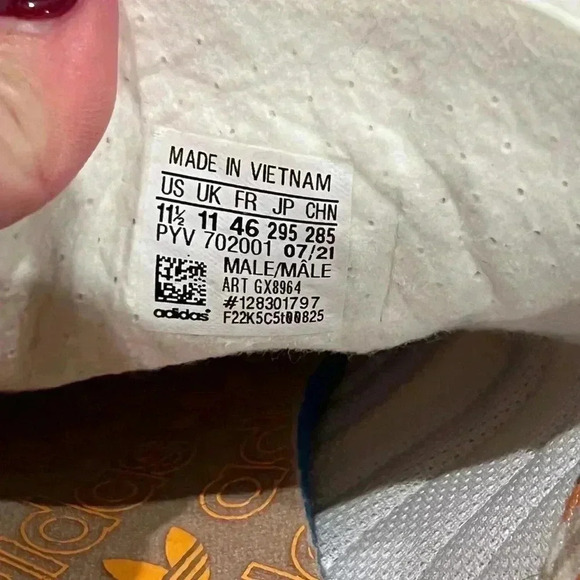 MADE IN VIETNAM
US UK FR JP CHN
11½ 11 46 295 285
PYV 702001 07/21
MALE/MÂLE
ART GX8964
#128301797
adidas F22K5C5t00825
adidas